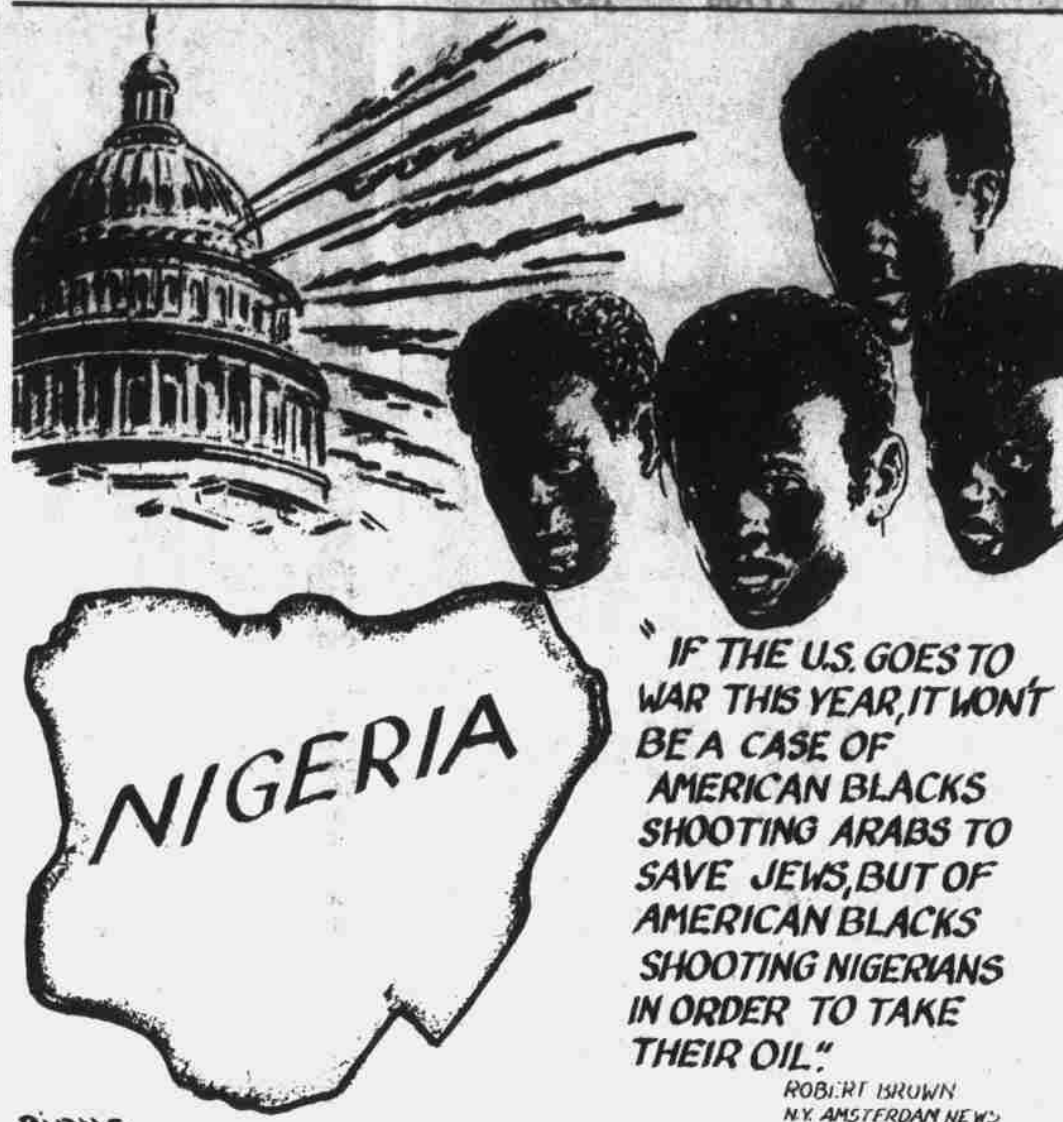 NIGERIA
" IF THE U.S. GOES TO
WAR THIS YEAR, IT WON'T
BE A CASE OF
AMERICAN BLACKS
SHOOTING ARABS TO
SAVE JEWS, BUT OF
AMERICAN BLACKS
SHOOTING NIGERIANS
IN ORDER TO TAKE
THEIR OIL."
ROBERT BROWN
N.Y. AMSTERDAM NEWS